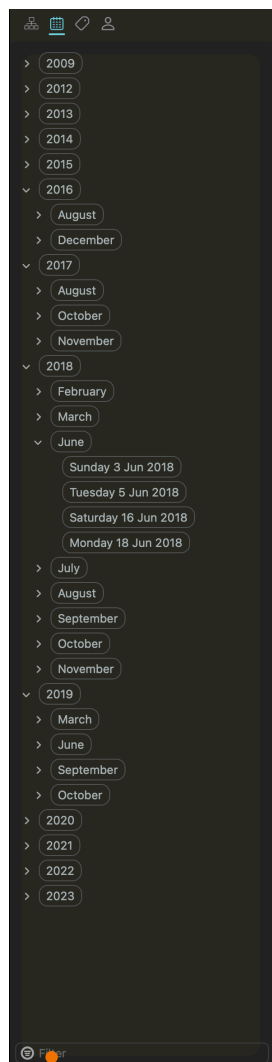 2009
2012
2013
2014
2015
2016
August
December
2017
August
October
November
2018
February
March
June
Sunday 3 Jun 2018
Tuesday 5 Jun 2018
Saturday 16 Jun 2018
Monday 18 Jun 2018
July
August
September
October
November
2019
March
June
September
October
2020
2021
2022
2023
Filter